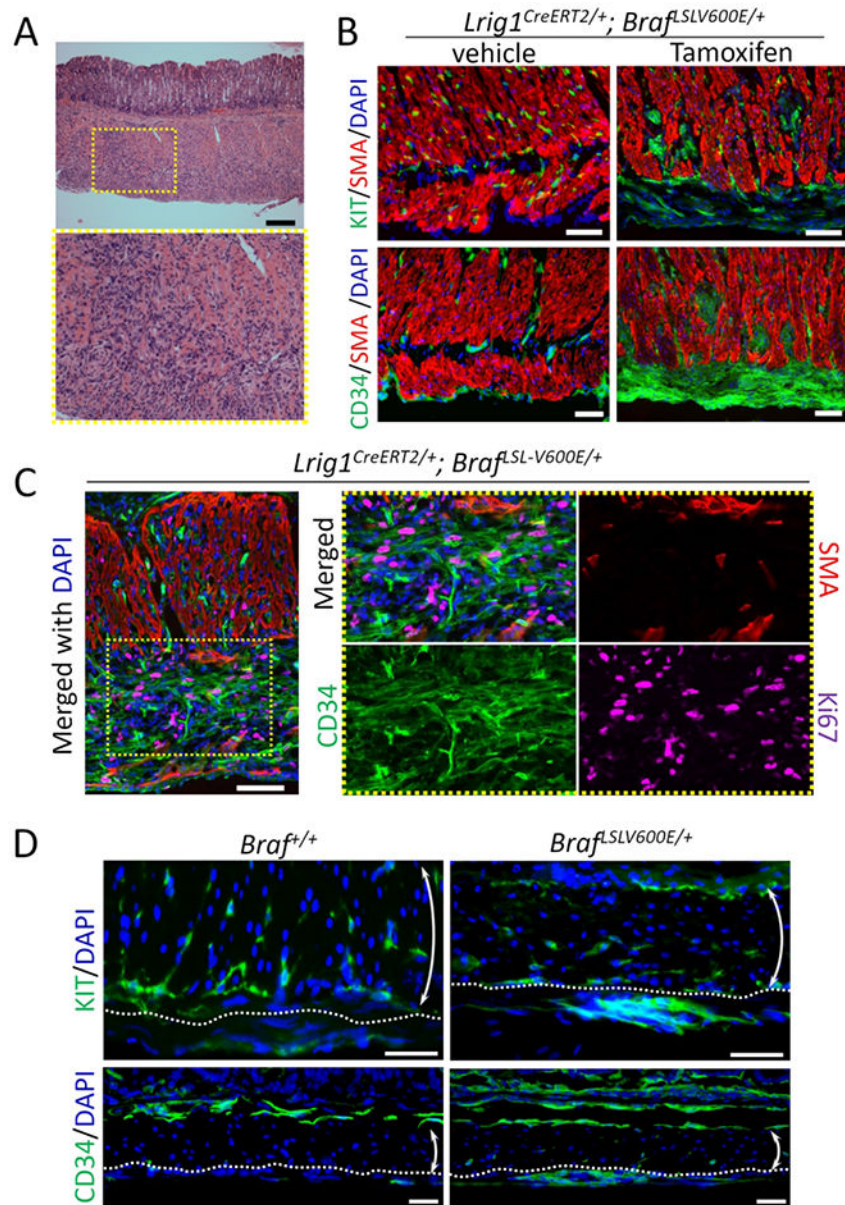 A
B
Lrig1CreERT2/+; BrafLSLV600E/+
vehicle
Tamoxifen
KIT/SMA/DAPI
CD34/SMA /DAPI
C
Lrig1CreERT2/+; BrafLSL-V600E/+
Merged with DAPI
Merged
SMA
CD34
Ki67
D
Braf+/+
BrafLSLV600E/+
KIT/DAPI
CD34/DAPI